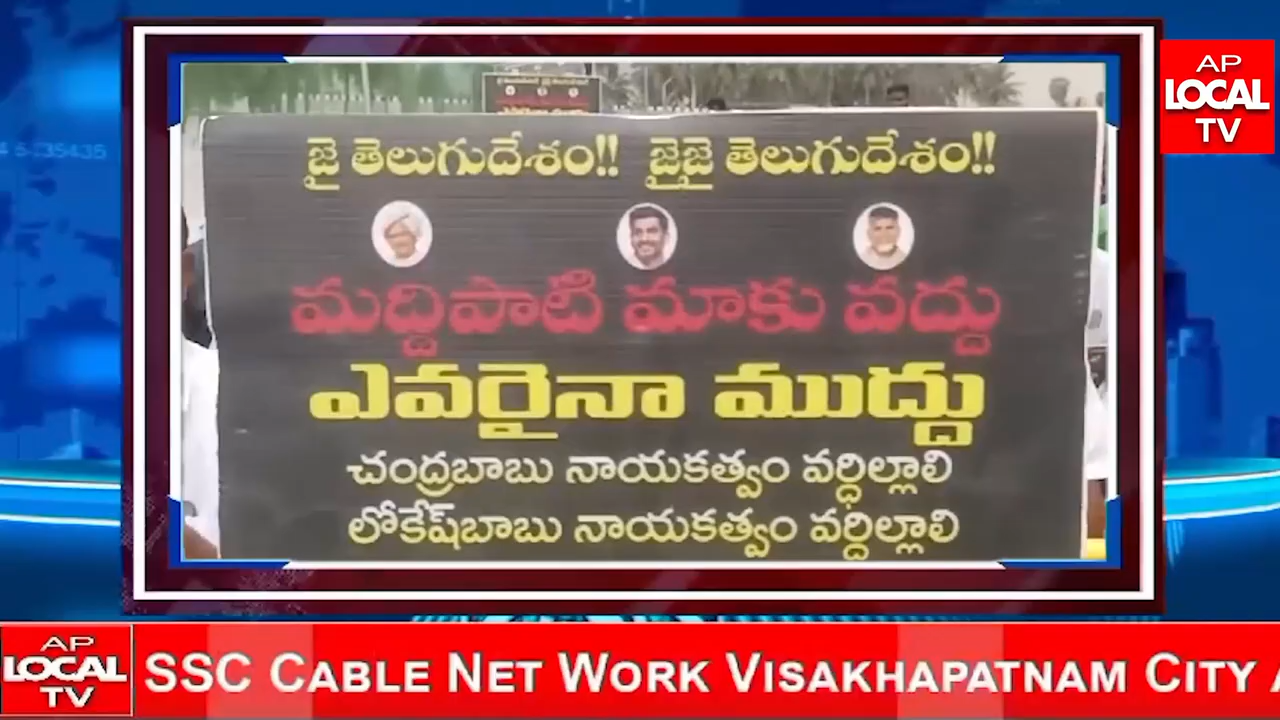 AP
LOCAL
TV
జై తెలుగుదేశం!! జైజై తెలుగుదేశం!!
మద్దిపాటి మాకు వద్దు
ఎవరైనా ముద్దు
చంద్రబాబు నాయకత్వం వర్ధిల్లాలి
లోకేష్‌బాబు నాయకత్వం వర్దిల్లాలి
AP
LOCAL
TV
SSC CABLE NET WORK VISAKHAPATNAM CITY